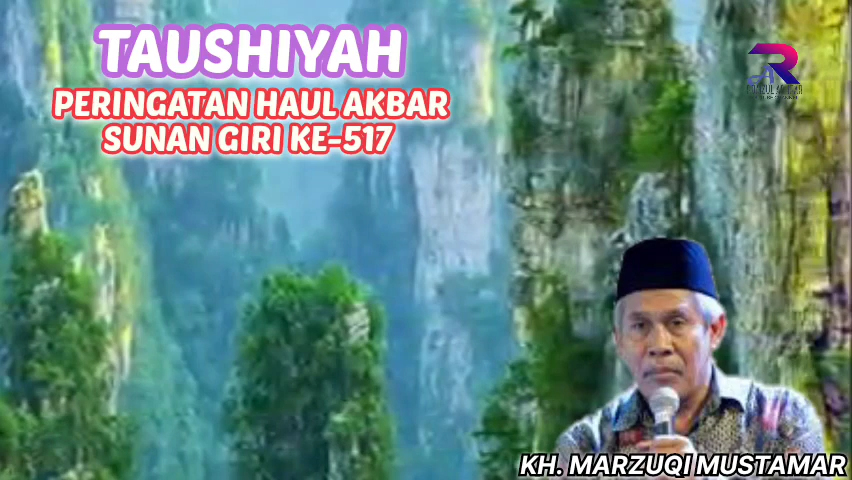 TAUSHIYAH
PERINGATAN HAUL AKBAR
SUNAN GIRI KE-517
KH. MARZUQI MUSTAMAR